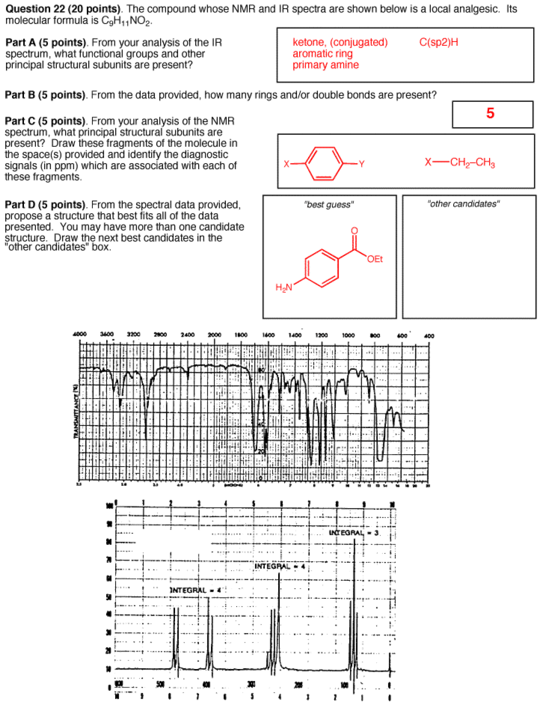 Question 22 (20 points). The compound whose NMR and IR spectra are shown below is a local analgesic. Its
molecular formula is C9H11NO2.
Part A (5 points). From your analysis of the IR
spectrum, what functional groups and other
principal structural subunits are present?
ketone, (conjugated) C(sp2)H
aromatic ring
primary amine
Part B (5 points). From the data provided, how many rings and/or double bonds are present?
5
Part C (5 points). From your analysis of the NMR
spectrum, what principal structural subunits are
present? Draw these fragments of the molecule in
the space(s) provided and identify the diagnostic
signals (in ppm) which are associated with each of
these fragments.
X Y X—CH2—CH3
Part D (5 points). From the spectral data provided,
propose a structure that best fits all of the data
presented. You may have more than one candidate
structure. Draw the next best candidates in the
"other candidates" box.
"best guess" "other candidates"
O
OEt
H2N
4000 3600 3200 2800 2400 2000 1800 1600 1400 1200 1000 800 600 400
TRANSMITTANCE (%)
INTEGRAL = 3
INTEGRAL = 4
INTEGRAL = 4